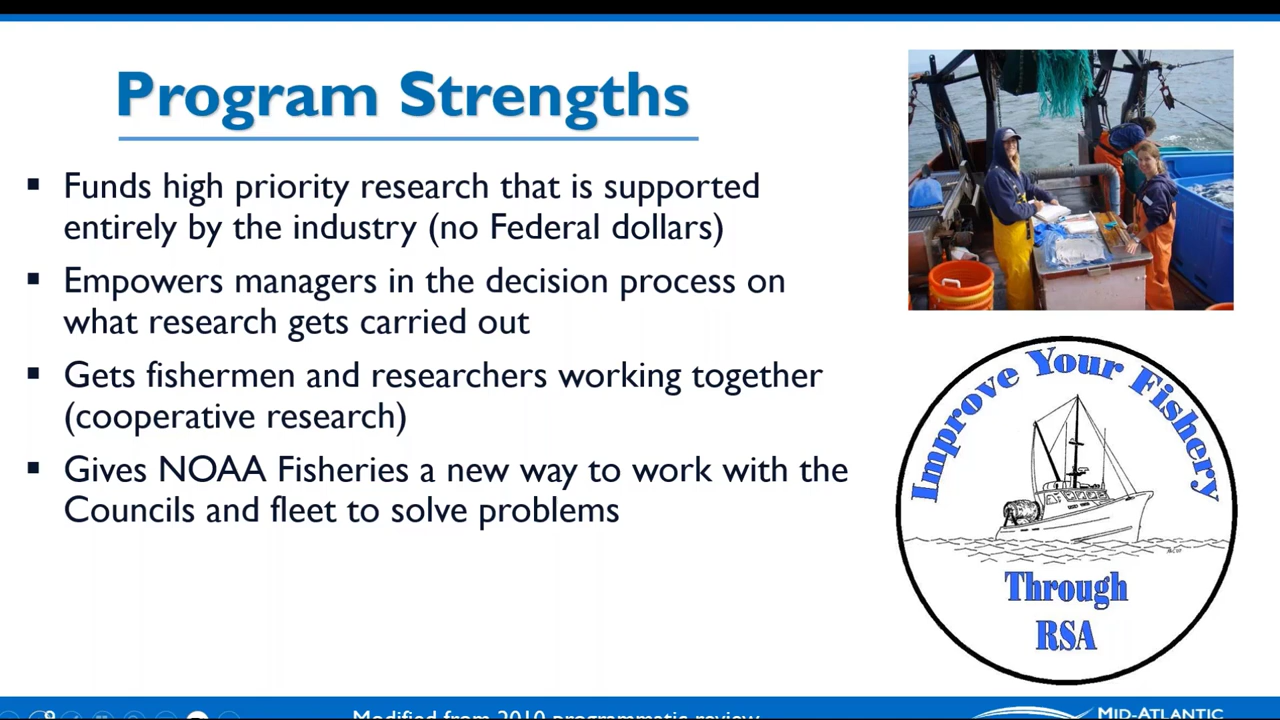 Program Strengths
▪ Funds high priority research that is supported
entirely by the industry (no Federal dollars)
▪ Empowers managers in the decision process on
what research gets carried out
▪ Gets fishermen and researchers working together
(cooperative research)
▪ Gives NOAA Fisheries a new way to work with the
Councils and fleet to solve problems
Improve Your Fishery
Through
RSA
Modified from 2010 programmatic review
MID-ATLANTIC